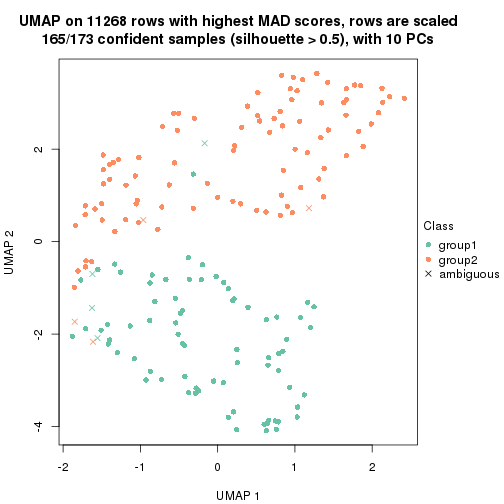 UMAP on 11268 rows with highest MAD scores, rows are scaled
165/173 confident samples (silhouette > 0.5), with 10 PCs
Class
group1
group2
ambiguous
UMAP 2
2
0
-2
-4
-2
-1
0
1
2
UMAP 1